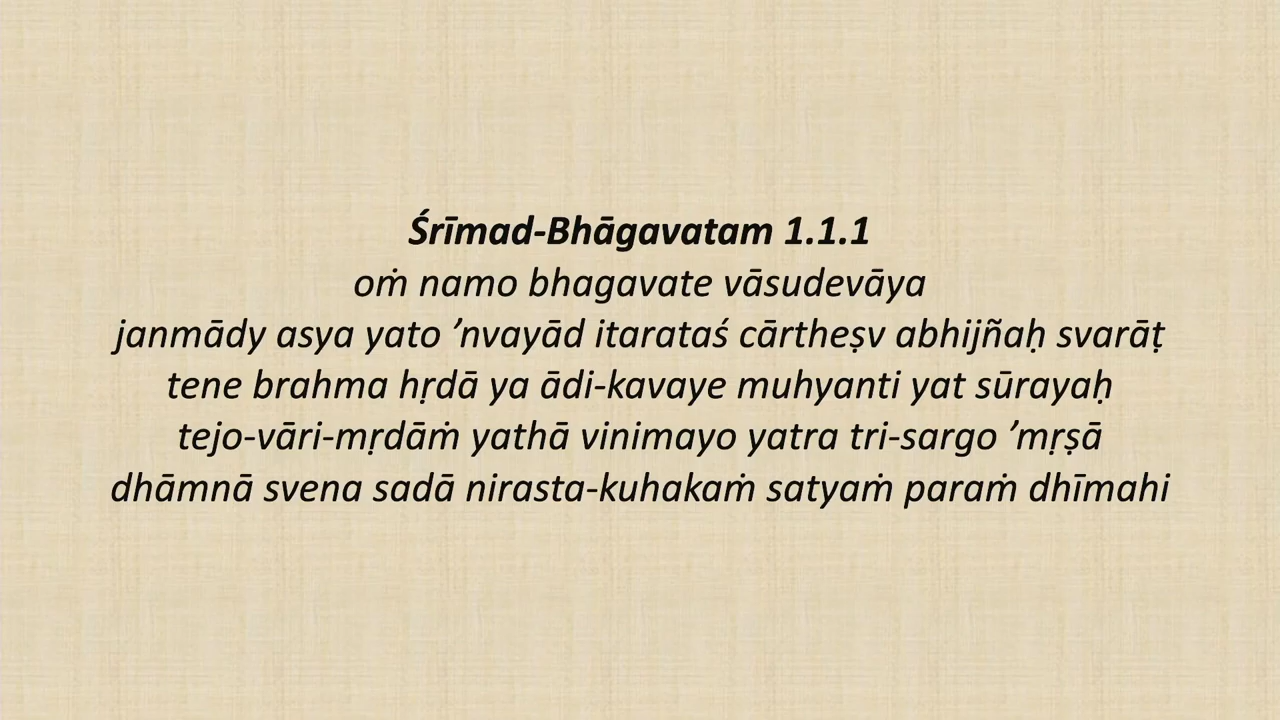 Śrīmad-Bhāgavatam 1.1.1
oṁ namo bhagavate vāsudevāya
janmādy asya yato ’nvayād itarataś cārtheṣv abhijñaḥ svarāṭ
tene brahma hṛdā ya ādi-kavaye muhyanti yat sūrayaḥ
tejo-vāri-mṛdāṁ yathā vinimayo yatra tri-sargo ’mṛṣā
dhāmnā svena sadā nirasta-kuhakaṁ satyaṁ paraṁ dhīmahi